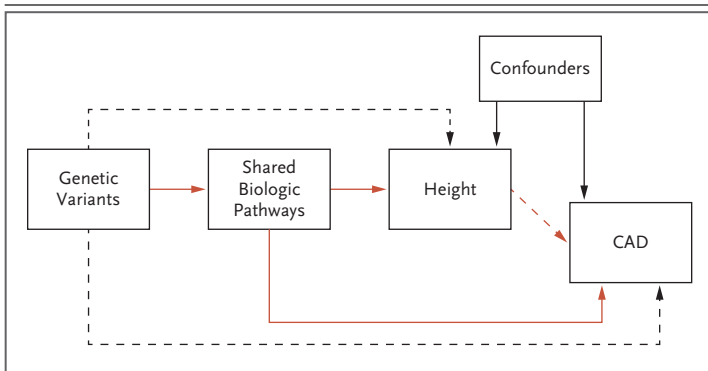 Confounders
Genetic
Variants
Shared
Biologic
Pathways
Height
CAD